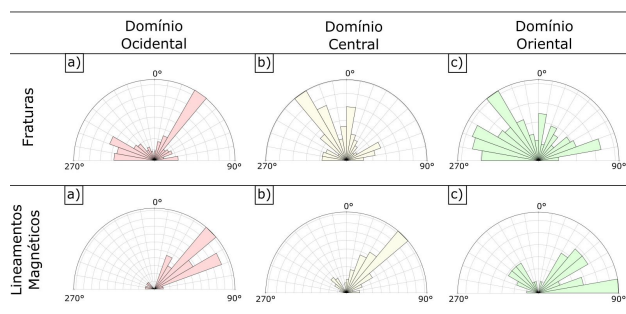 Domínio
Ocidental
Domínio
Central
Domínio
Oriental
Fraturas
a)
0°
270°
90°
b)
0°
270°
90°
c)
0°
270°
90°
Lineamentos
Magnéticos
a)
0°
270°
90°
b)
0°
270°
90°
c)
0°
270°
90°